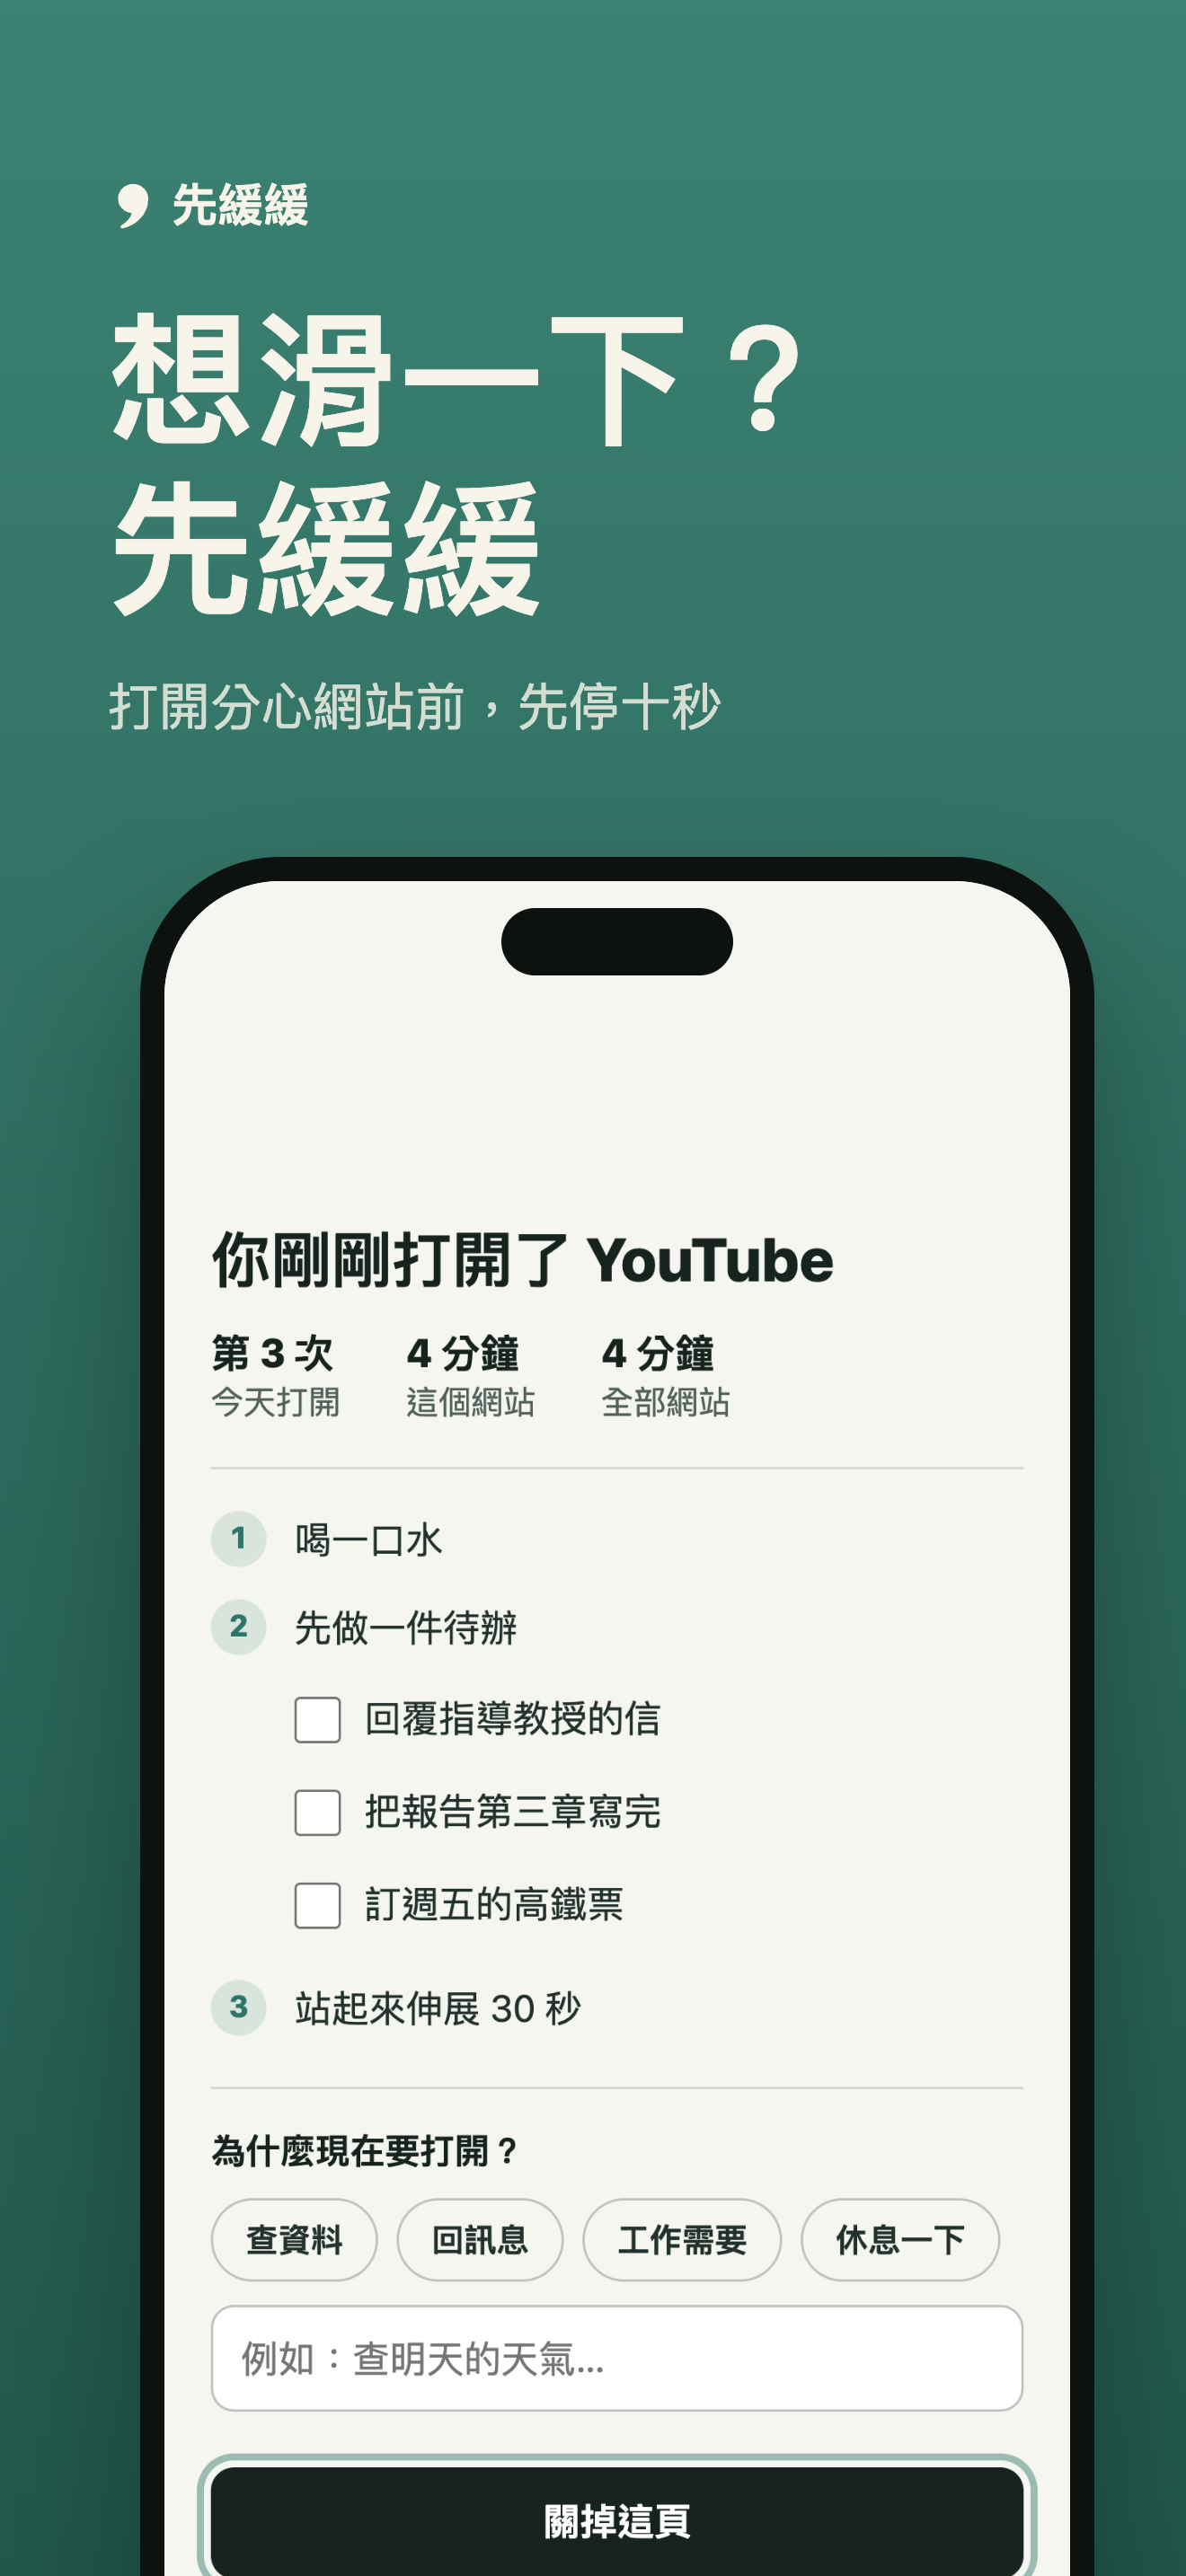 先緩緩
想滑一下？
先緩緩
打開分心網站前，先停十秒
你剛剛打開了 YouTube
第 3 次 4 分鐘 4 分鐘
今天打開 這個網站 全部網站
1 喝一口水
2 先做一件待辦
回覆指導教授的信
把報告第三章寫完
訂週五的高鐵票
3 站起來伸展 30 秒
為什麼現在要打開？
查資料 回訊息 工作需要 休息一下
例如：查明天的天氣...
關掉這頁